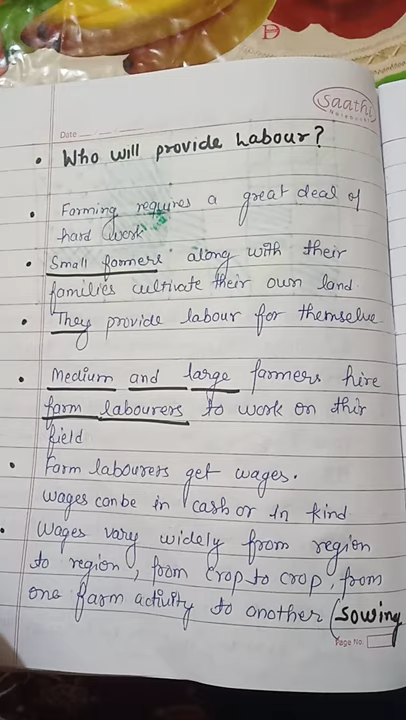 Saathi
Notebooks
Date
• Who will provide Labour?
• Farming requires a great deal of
hard work
• Small farmers along with their
families cultivate their own land
• They provide labour for themselve
• Medium and large farmers hire
farm labourers to work on thir
field
• Farm labourers get wages.
wages can be in cash or in kind
• Wages vary widely from region
to region, from crop to crop, from
one farm activity to another (Sowing
Page No.